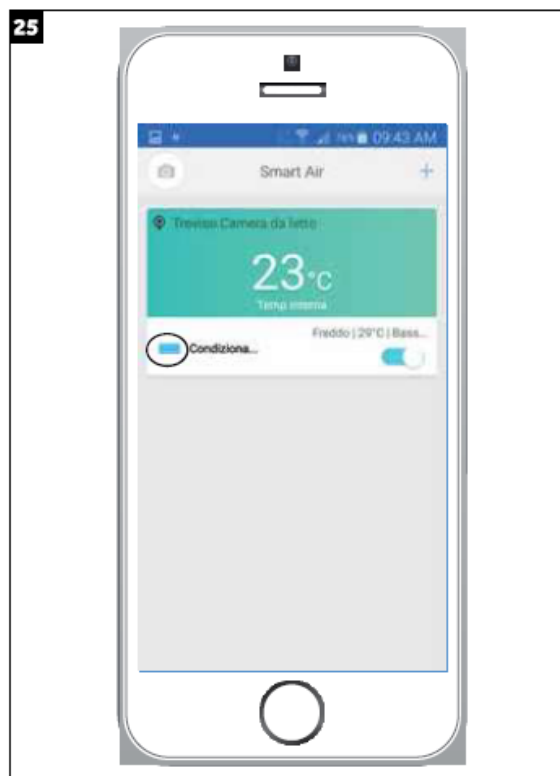 25
09:43 AM
Smart Air
+
Treviso Camera da letto
23°C
Temp interna
Freddo | 29°C | Bass...
Condiziona...